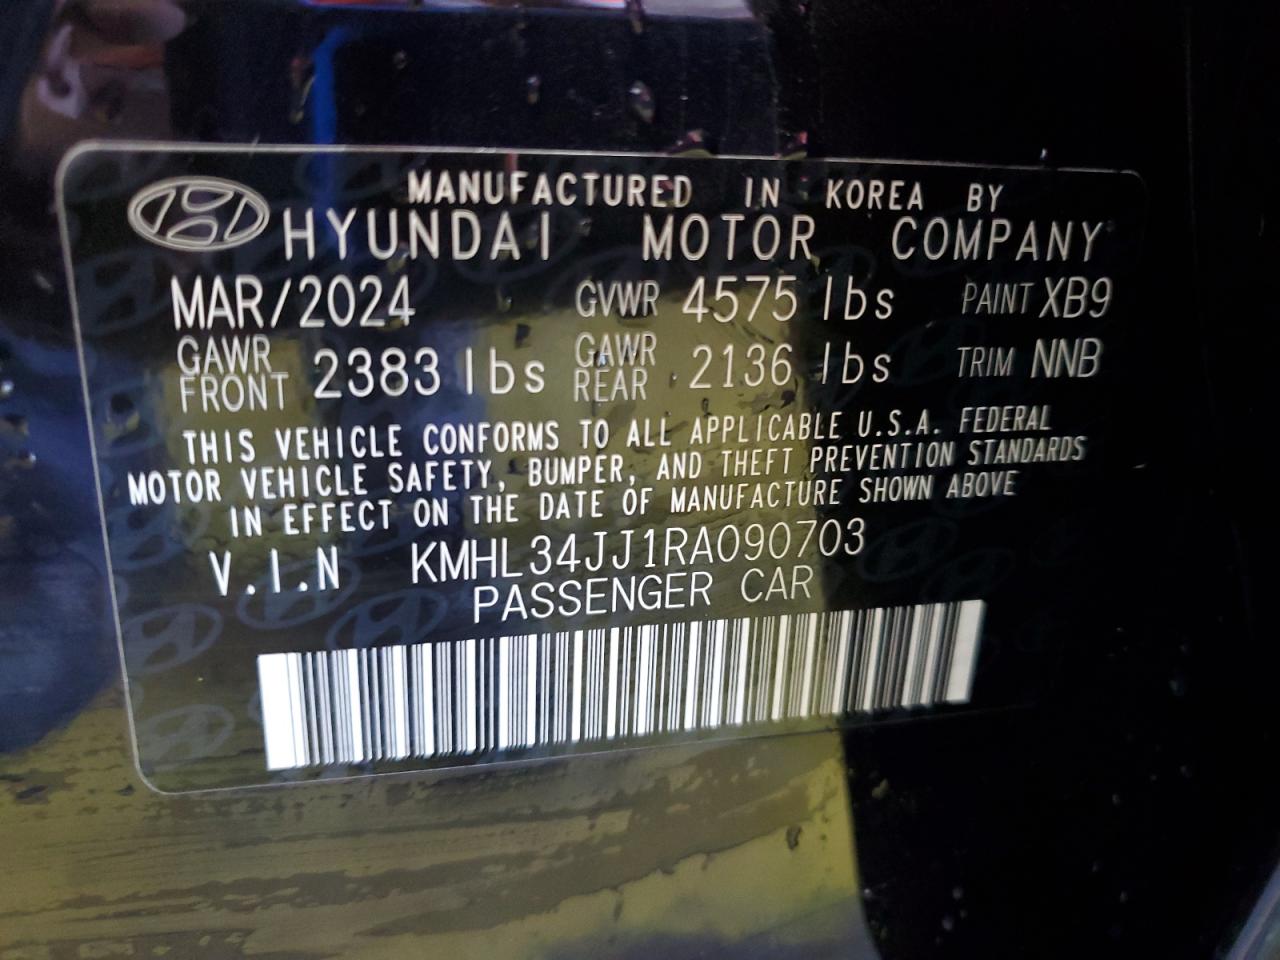 MANUFACTURED IN KOREA BY
HYUNDAI MOTOR COMPANY
MAR/2024 GVWR 4575 lbs PAINT XB9
GAWR FRONT 2383 lbs GAWR REAR 2136 lbs TRIM NNB
THIS VEHICLE CONFORMS TO ALL APPLICABLE U.S.A. FEDERAL
MOTOR VEHICLE SAFETY, BUMPER, AND THEFT PREVENTION STANDARDS
IN EFFECT ON THE DATE OF MANUFACTURE SHOWN ABOVE
V.I.N KMHL34JJ1RA090703
PASSENGER CAR